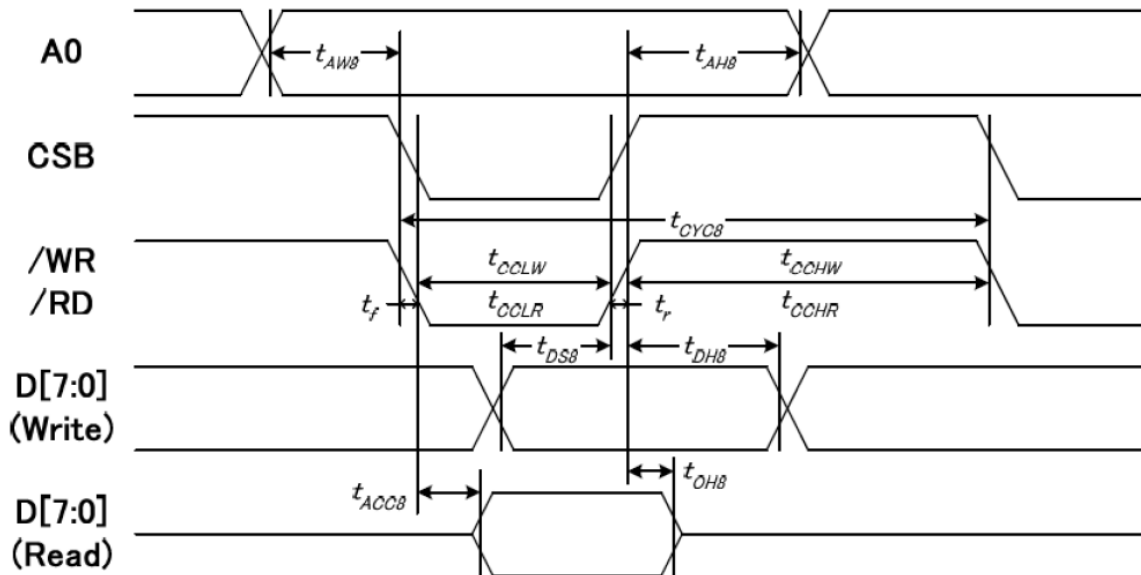 A0
t_AW8
t_AH8
CSB
t_CYC8
/WR
/RD
t_CCLW
t_CCHW
t_f
t_CCLR
t_r
t_CCHR
t_DS8
t_DH8
D[7:0]
(Write)
t_ACC8
t_OH8
D[7:0]
(Read)